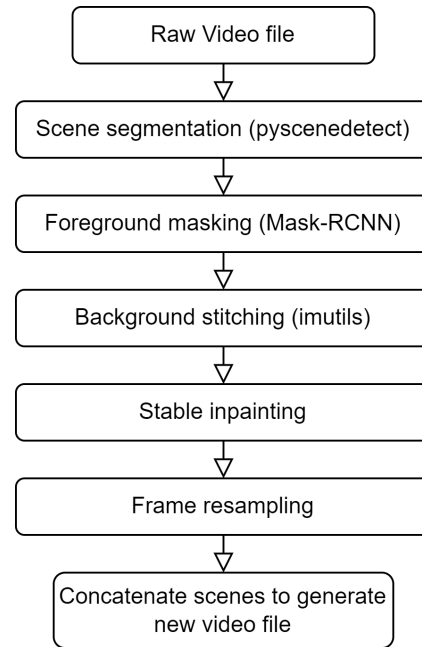 Raw Video file
Scene segmentation (pyscenedetect)
Foreground masking (Mask-RCNN)
Background stitching (imutils)
Stable inpainting
Frame resampling
Concatenate scenes to generate
new video file